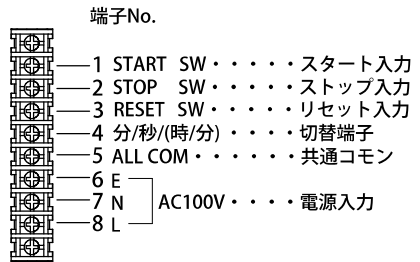 端子No.
1 START SW・・・・・スタート入力
2 STOP SW・・・・・ストップ入力
3 RESET SW・・・・・リセット入力
4 分/秒/(時/分)・・・・切替端子
5 ALL COM・・・・・・共通コモン
6 E
7 N AC100V・・・・電源入力
8 L